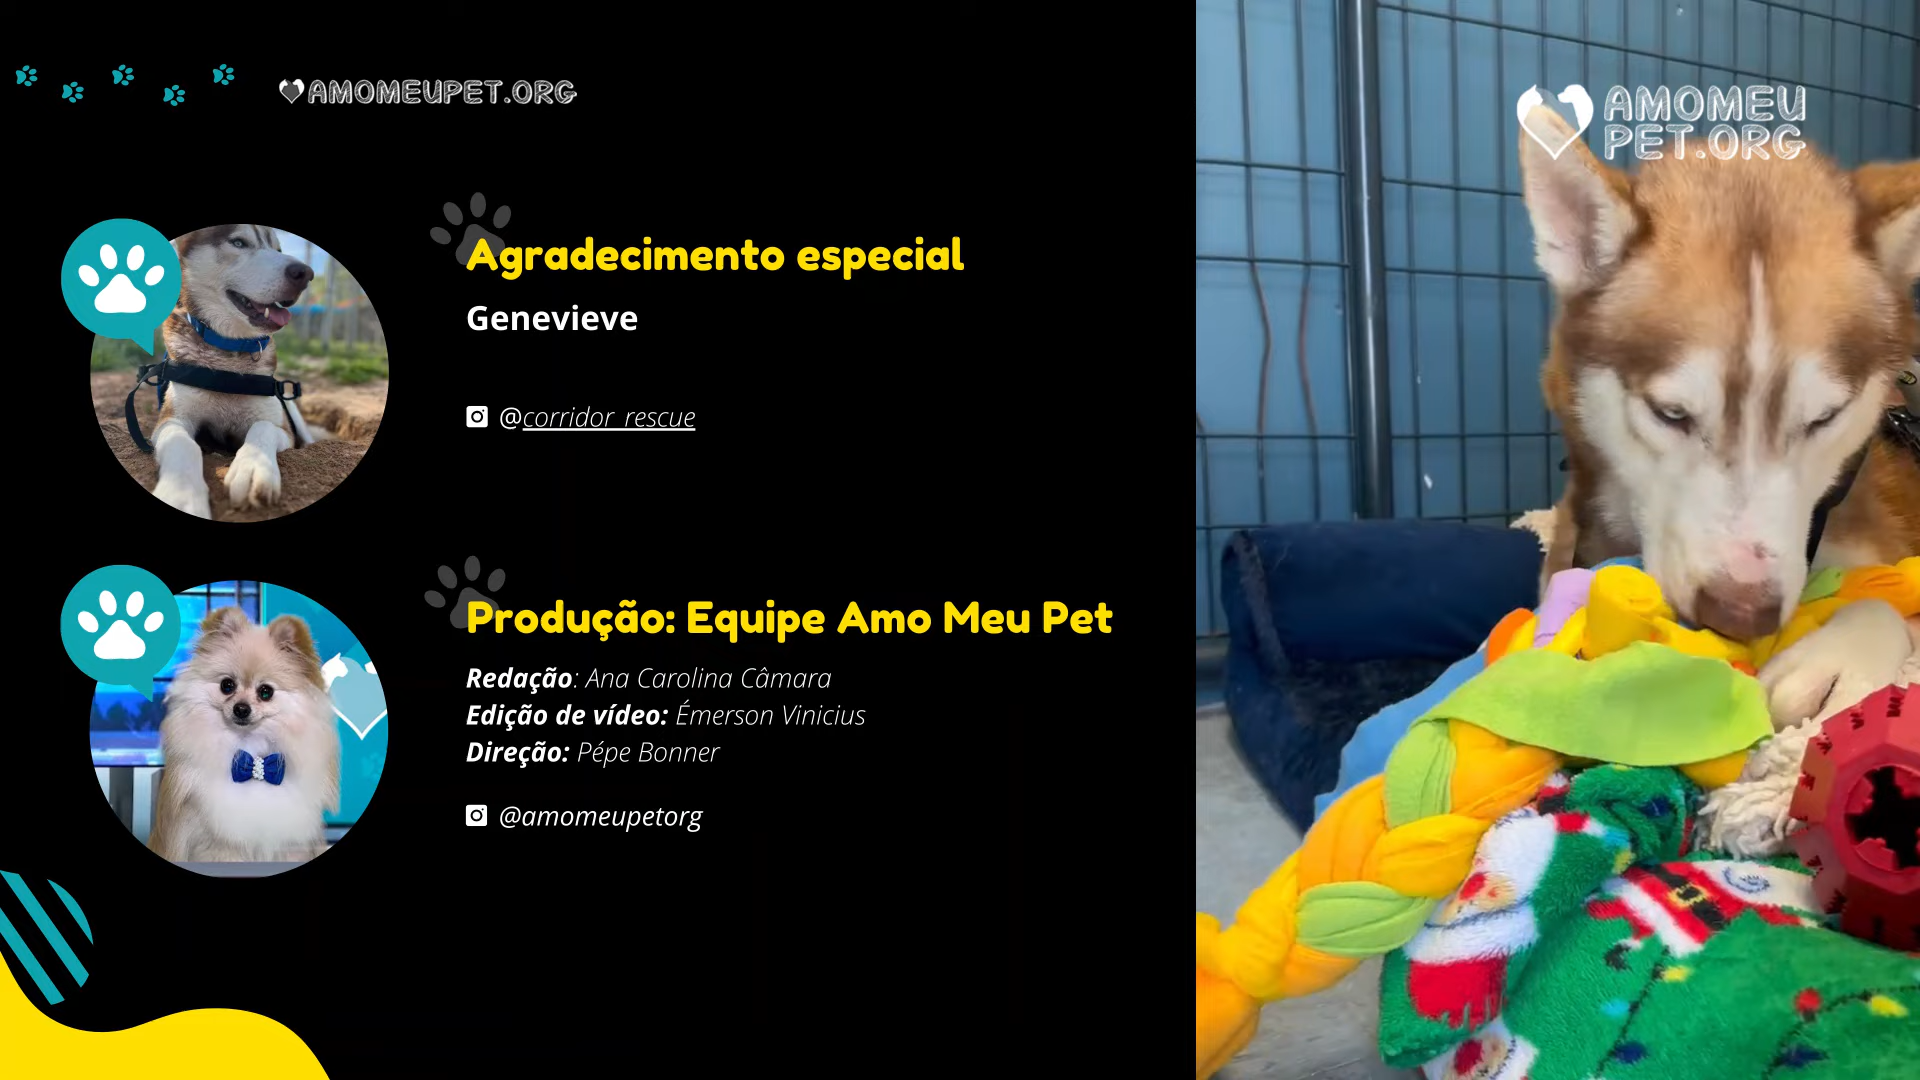 AMOMEUPET.ORG
AMOMEU
PET.ORG
Agradecimento especial
Genevieve
@corridor_rescue
Produção: Equipe Amo Meu Pet
Redação: Ana Carolina Câmara
Edição de vídeo: Émerson Vinicius
Direção: Pépe Bonner
@amomeupetorg